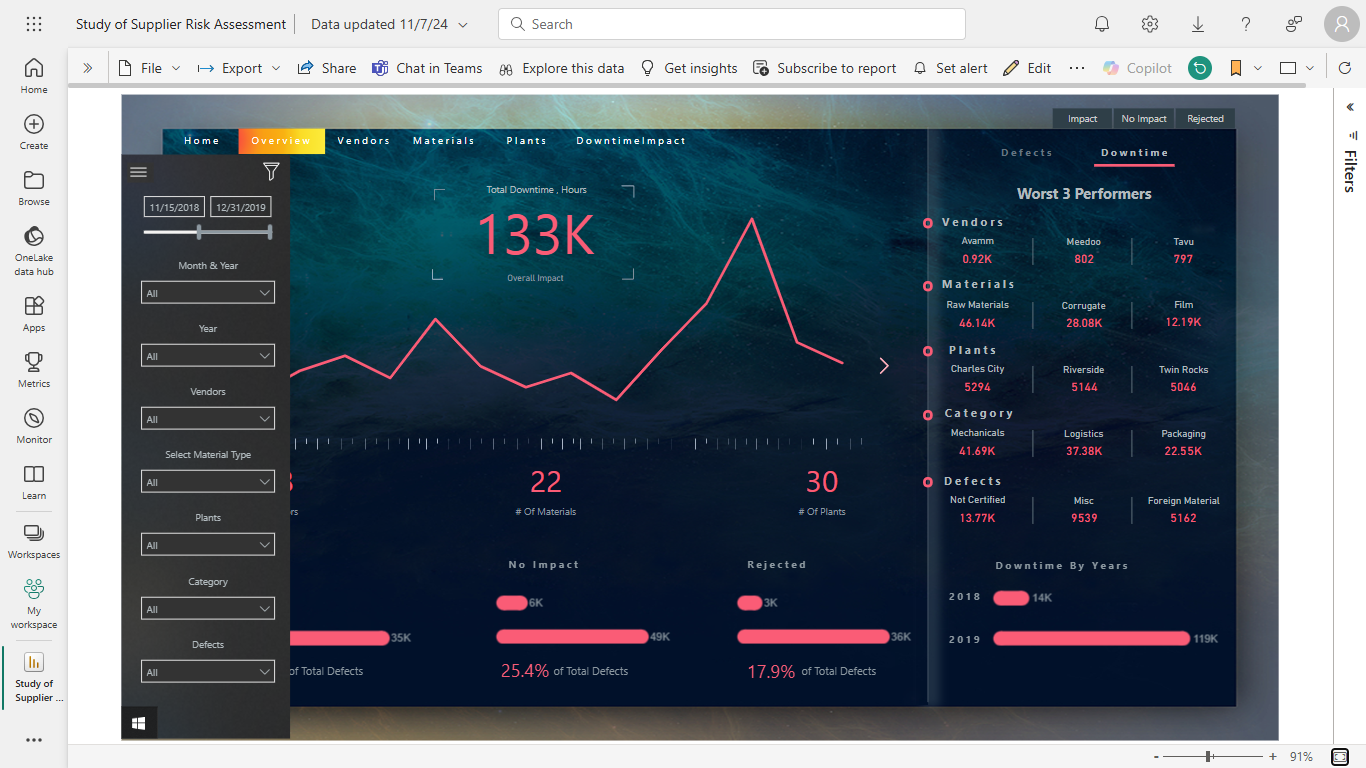 Study of Supplier Risk Assessment
Data updated 11/7/24
Search
File
Export
Share
Chat in Teams
Explore this data
Get insights
Subscribe to report
Set alert
Edit
Copilot
Home
Create
Browse
OneLake
data hub
Apps
Metrics
Monitor
Learn
Workspaces
My
workspace
Study of
Supplier ...
Impact
No Impact
Rejected
Home
Overview
Vendors
Materials
Plants
DowntimeImpact
11/15/2018
12/31/2019
Month & Year
All
Year
All
Vendors
All
Select Material Type
All
Plants
All
Category
All
Defects
All
Total Downtime , Hours
133K
Overall Impact
22
# Of Materials
30
# Of Plants
35K
of Total Defects
No Impact
6K
49K
25.4% of Total Defects
Rejected
3K
36K
17.9% of Total Defects
Defects
Downtime
Worst 3 Performers
Vendors
Avamm
Meedoo
Tavu
0.92K
802
797
Materials
Raw Materials
Corrugate
Film
46.14K
28.08K
12.19K
Plants
Charles City
Riverside
Twin Rocks
5294
5144
5046
Category
Mechanicals
Logistics
Packaging
41.69K
37.38K
22.55K
Defects
Not Certified
Misc
Foreign Material
13.77K
9539
5162
Downtime By Years
2018
14K
2019
119K
Filters
- + 91%